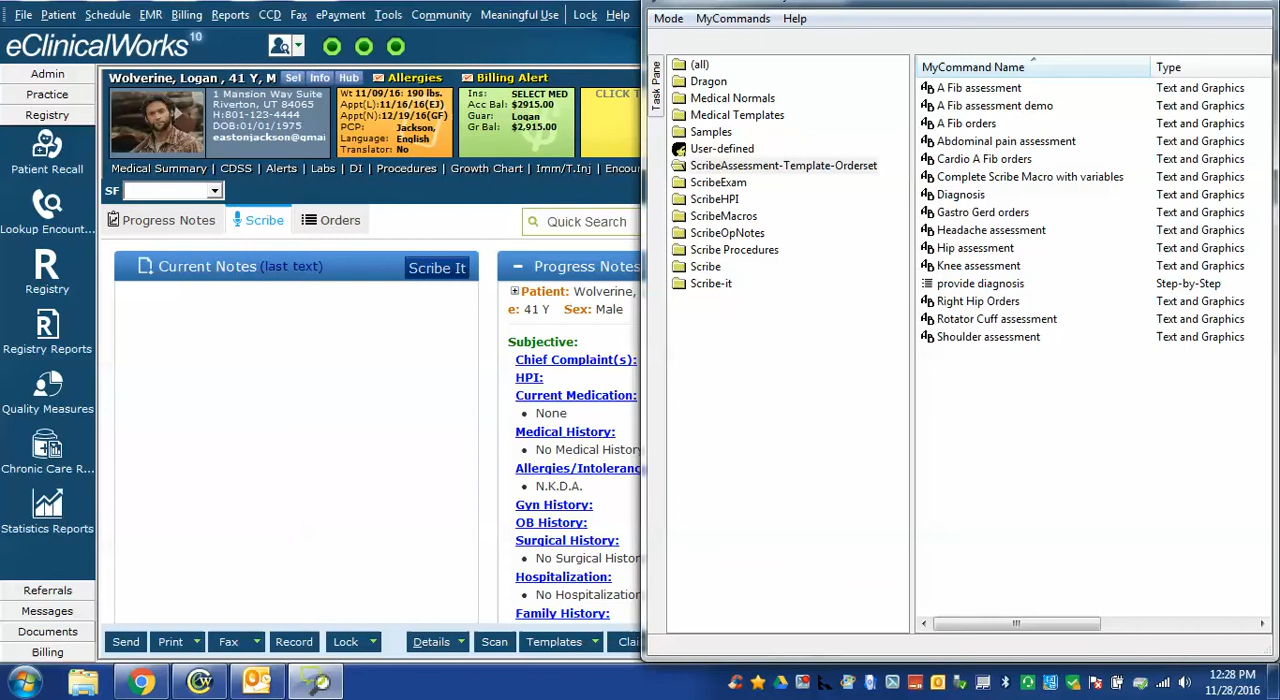 File Patient Schedule EMR Billing Reports CCD Fax ePayment Tools Community Meaningful Use Lock Help
eClinicalWorks 10
Admin
Practice
Registry
Patient Recall
Lookup Encount...
Registry
Registry Reports
Quality Measures
Chronic Care R...
Statistics Reports
Referrals
Messages
Documents
Billing
Wolverine, Logan , 41 Y, M Sel Info Hub Allergies Billing Alert
1 Mansion Way Suite
Riverton, UT 84065
H:801-123-4444
DOB:01/01/1975
eastonjackson@gmai
Wt 11/09/16: 190 lbs.
Appt(L):11/16/16(EJ)
Appt(N):12/19/16(GF)
PCP: Jackson,
Language: English
Translator: No
Ins: SELECT MED
Acc Bal: $2915.00
Guar: Logan
Gr Bal: $2,915.00
CLICK T
Medical Summary | CDSS | Alerts | Labs | DI | Procedures | Growth Chart | Imm/T.Inj | Encou
SF
Progress Notes Scribe Orders Quick Search
Current Notes (last text) Scribe It
Progress Notes
Patient: Wolverine,
e: 41 Y Sex: Male
Subjective:
Chief Complaint(s):
HPI:
Current Medication:
• None
Medical History:
• No Medical History
Allergies/Intoleranc
• N.K.D.A.
Gyn History:
OB History:
Surgical History:
• No Surgical Histor
Hospitalization:
• No Hospitalization
Family History:
Send Print Fax Record Lock Details Scan Templates Clai
Mode MyCommands Help
Task Pane
(all)
Dragon
Medical Normals
Medical Templates
Samples
User-defined
ScribeAssessment-Template-Orderset
ScribeExam
ScribeHPI
ScribeMacros
ScribeOpNotes
Scribe Procedures
Scribe
Scribe-it
MyCommand Name Type
A Fib assessment Text and Graphics
A Fib assessment demo Text and Graphics
A Fib orders Text and Graphics
Abdominal pain assessment Text and Graphics
Cardio A Fib orders Text and Graphics
Complete Scribe Macro with variables Text and Graphics
Diagnosis Text and Graphics
Gastro Gerd orders Text and Graphics
Headache assessment Text and Graphics
Hip assessment Text and Graphics
Knee assessment Text and Graphics
provide diagnosis Step-by-Step
Right Hip Orders Text and Graphics
Rotator Cuff assessment Text and Graphics
Shoulder assessment Text and Graphics
12:28 PM
11/28/2016